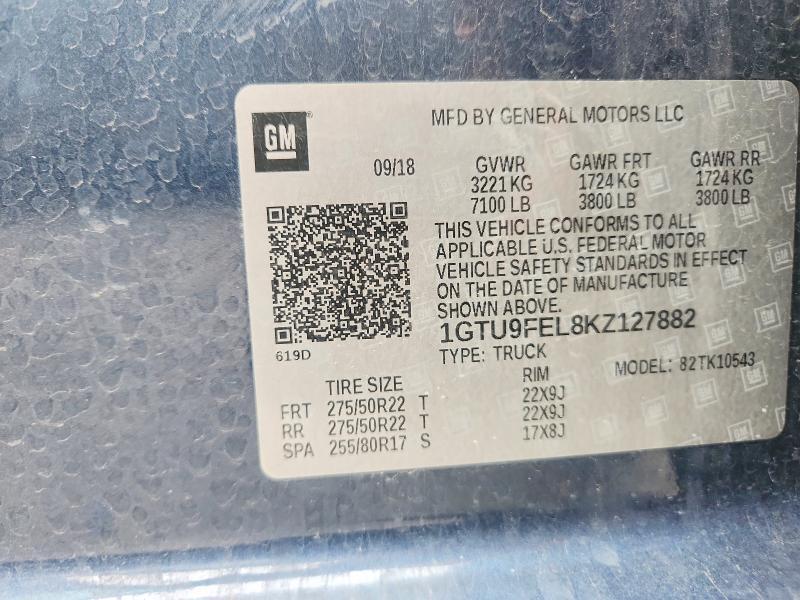 GM
MFD BY GENERAL MOTORS LLC
09/18 GVWR GAWR FRT GAWR RR
3221 KG 1724 KG 1724 KG
7100 LB 3800 LB 3800 LB
THIS VEHICLE CONFORMS TO ALL
APPLICABLE U.S. FEDERAL MOTOR
VEHICLE SAFETY STANDARDS IN EFFECT
ON THE DATE OF MANUFACTURE
SHOWN ABOVE.
1GTU9FEL8KZ127882
619D
TYPE: TRUCK MODEL: 82TK10543
TIRE SIZE RIM
FRT 275/50R22 T 22X9J
RR 275/50R22 T 22X9J
SPA 255/80R17 S 17X8J